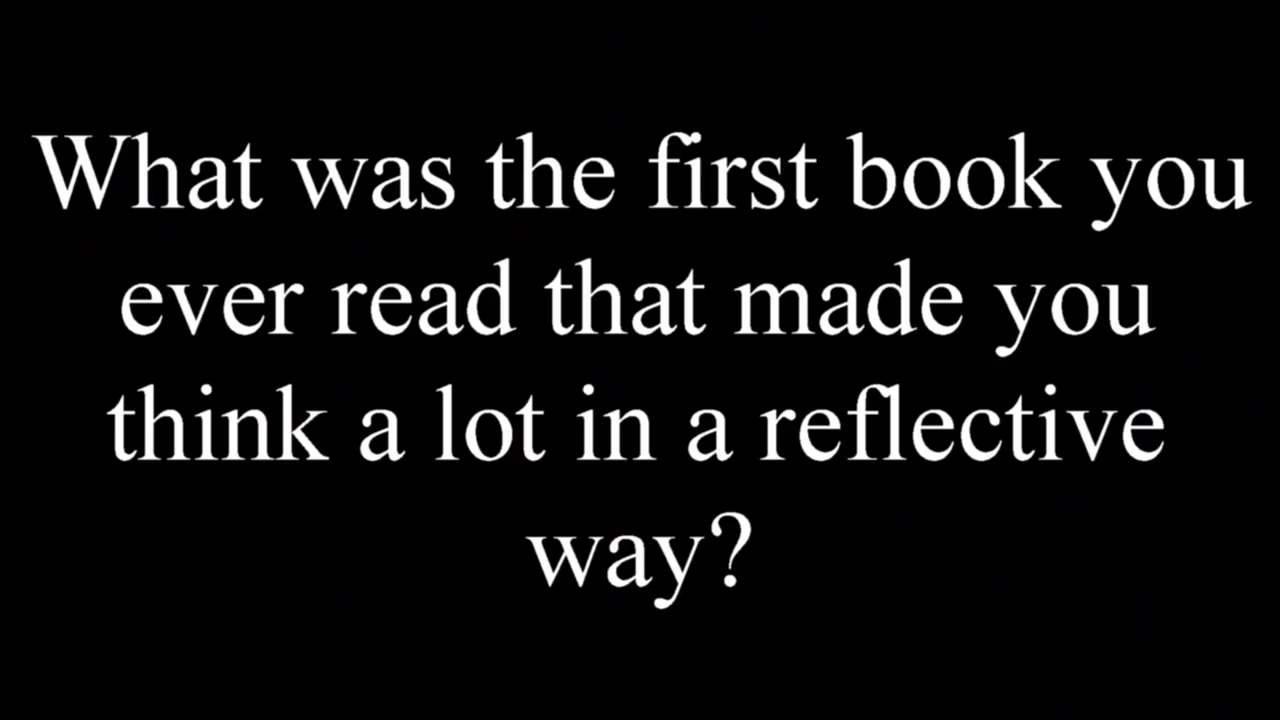 What was the first book you
ever read that made you
think a lot in a reflective
way?